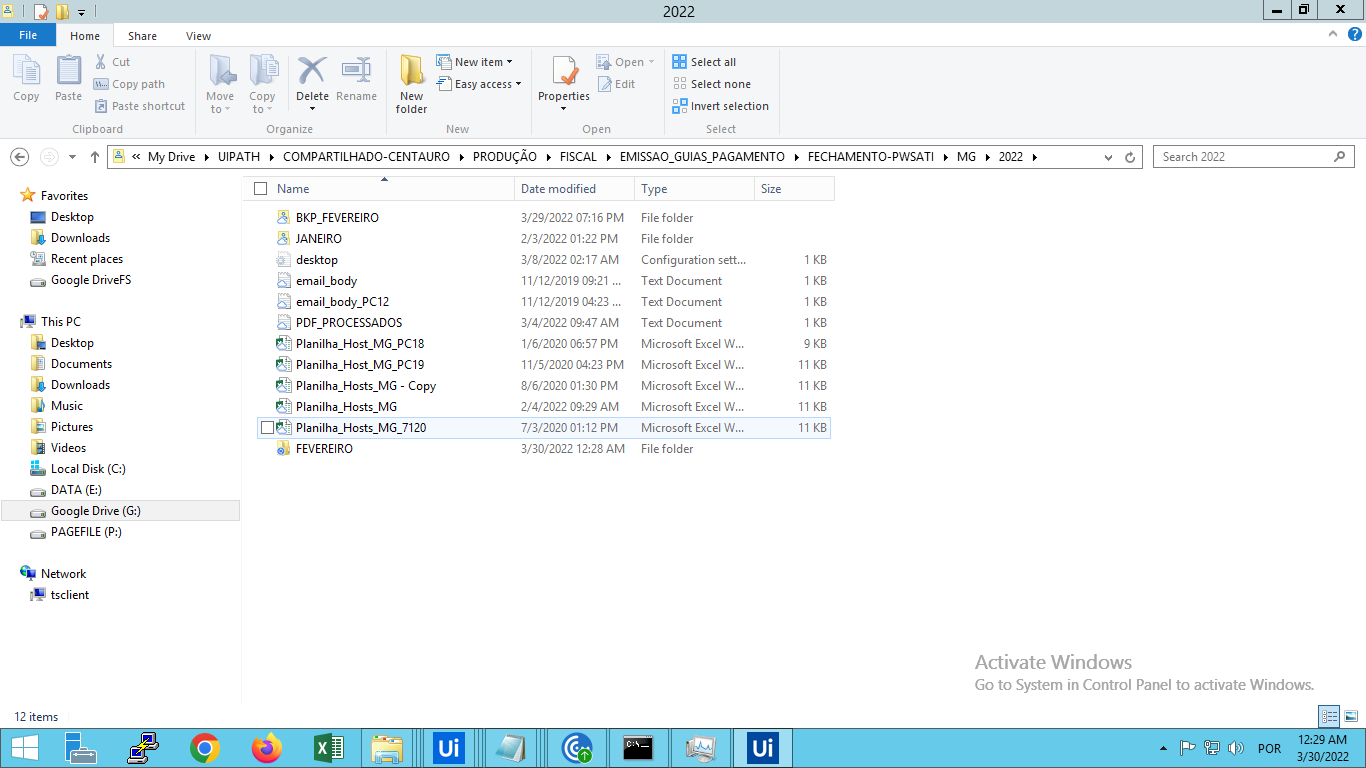 2022
File Home Share View
Copy Paste Cut
Copy path
Paste shortcut
Clipboard
Move to Copy to Delete Rename
Organize
New folder New item
Easy access
New
Properties Open
Edit
Open
Select all
Select none
Invert selection
Select
« My Drive UIPATH COMPARTILHADO-CENTAURO PRODUÇÃO FISCAL EMISSAO_GUIAS_PAGAMENTO FECHAMENTO-PWSATI MG 2022
Search 2022
Favorites
Desktop
Downloads
Recent places
Google DriveFS
This PC
Desktop
Documents
Downloads
Music
Pictures
Videos
Local Disk (C:)
DATA (E:)
Google Drive (G:)
PAGEFILE (P:)
Network
tsclient
Name Date modified Type Size
BKP_FEVEREIRO 3/29/2022 07:16 PM File folder
JANEIRO 2/3/2022 01:22 PM File folder
desktop 3/8/2022 02:17 AM Configuration sett... 1 KB
email_body 11/12/2019 09:21 ... Text Document 1 KB
email_body_PC12 11/12/2019 04:23 ... Text Document 1 KB
PDF_PROCESSADOS 3/4/2022 09:47 AM Text Document 1 KB
Planilha_Host_MG_PC18 1/6/2020 06:57 PM Microsoft Excel W... 9 KB
Planilha_Host_MG_PC19 11/5/2020 04:23 PM Microsoft Excel W... 11 KB
Planilha_Hosts_MG - Copy 8/6/2020 01:30 PM Microsoft Excel W... 11 KB
Planilha_Hosts_MG 2/4/2022 09:29 AM Microsoft Excel W... 11 KB
Planilha_Hosts_MG_7120 7/3/2020 01:12 PM Microsoft Excel W... 11 KB
FEVEREIRO 3/30/2022 12:28 AM File folder
Activate Windows
Go to System in Control Panel to activate Windows.
12 items
Ui C:\ Ui POR 12:29 AM
3/30/2022